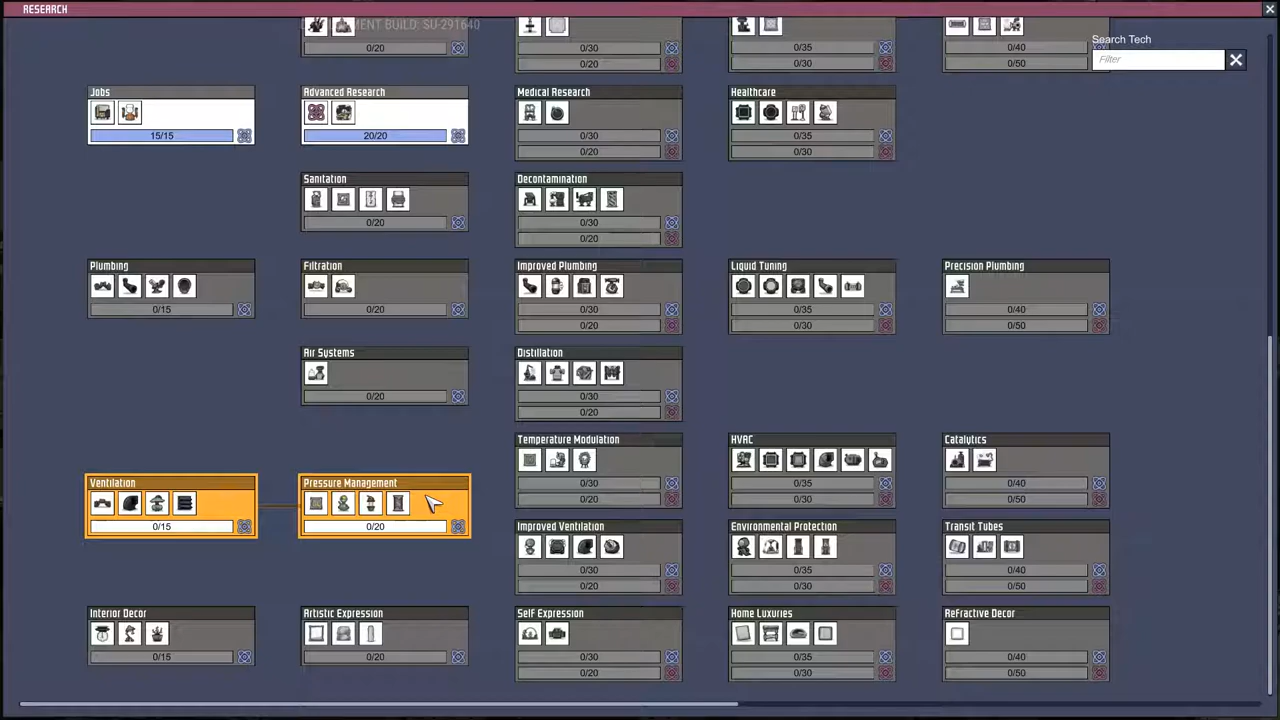 RESEARCH
MENT BUILD: SU-291640
Search Tech
Filter
0/20
0/30
0/20
0/35
0/30
0/40
0/50
Jobs
15/15
Advanced Research
20/20
Medical Research
0/30
0/20
Healthcare
0/35
0/30
Sanitation
0/20
Decontamination
0/30
0/20
Plumbing
0/15
Filtration
0/20
Improved Plumbing
0/30
0/20
Liquid Tuning
0/35
0/30
Precision Plumbing
0/40
0/50
Air Systems
0/20
Distillation
0/30
0/20
Temperature Modulation
0/30
0/20
HVAC
0/35
0/30
Catalytics
0/40
0/50
Ventilation
0/15
Pressure Management
0/20
Improved Ventilation
0/30
0/20
Environmental Protection
0/35
0/30
Transit Tubes
0/40
0/50
Interior Decor
0/15
Artistic Expression
0/20
Self Expression
0/30
0/20
Home Luxuries
0/35
0/30
Refractive Decor
0/40
0/50